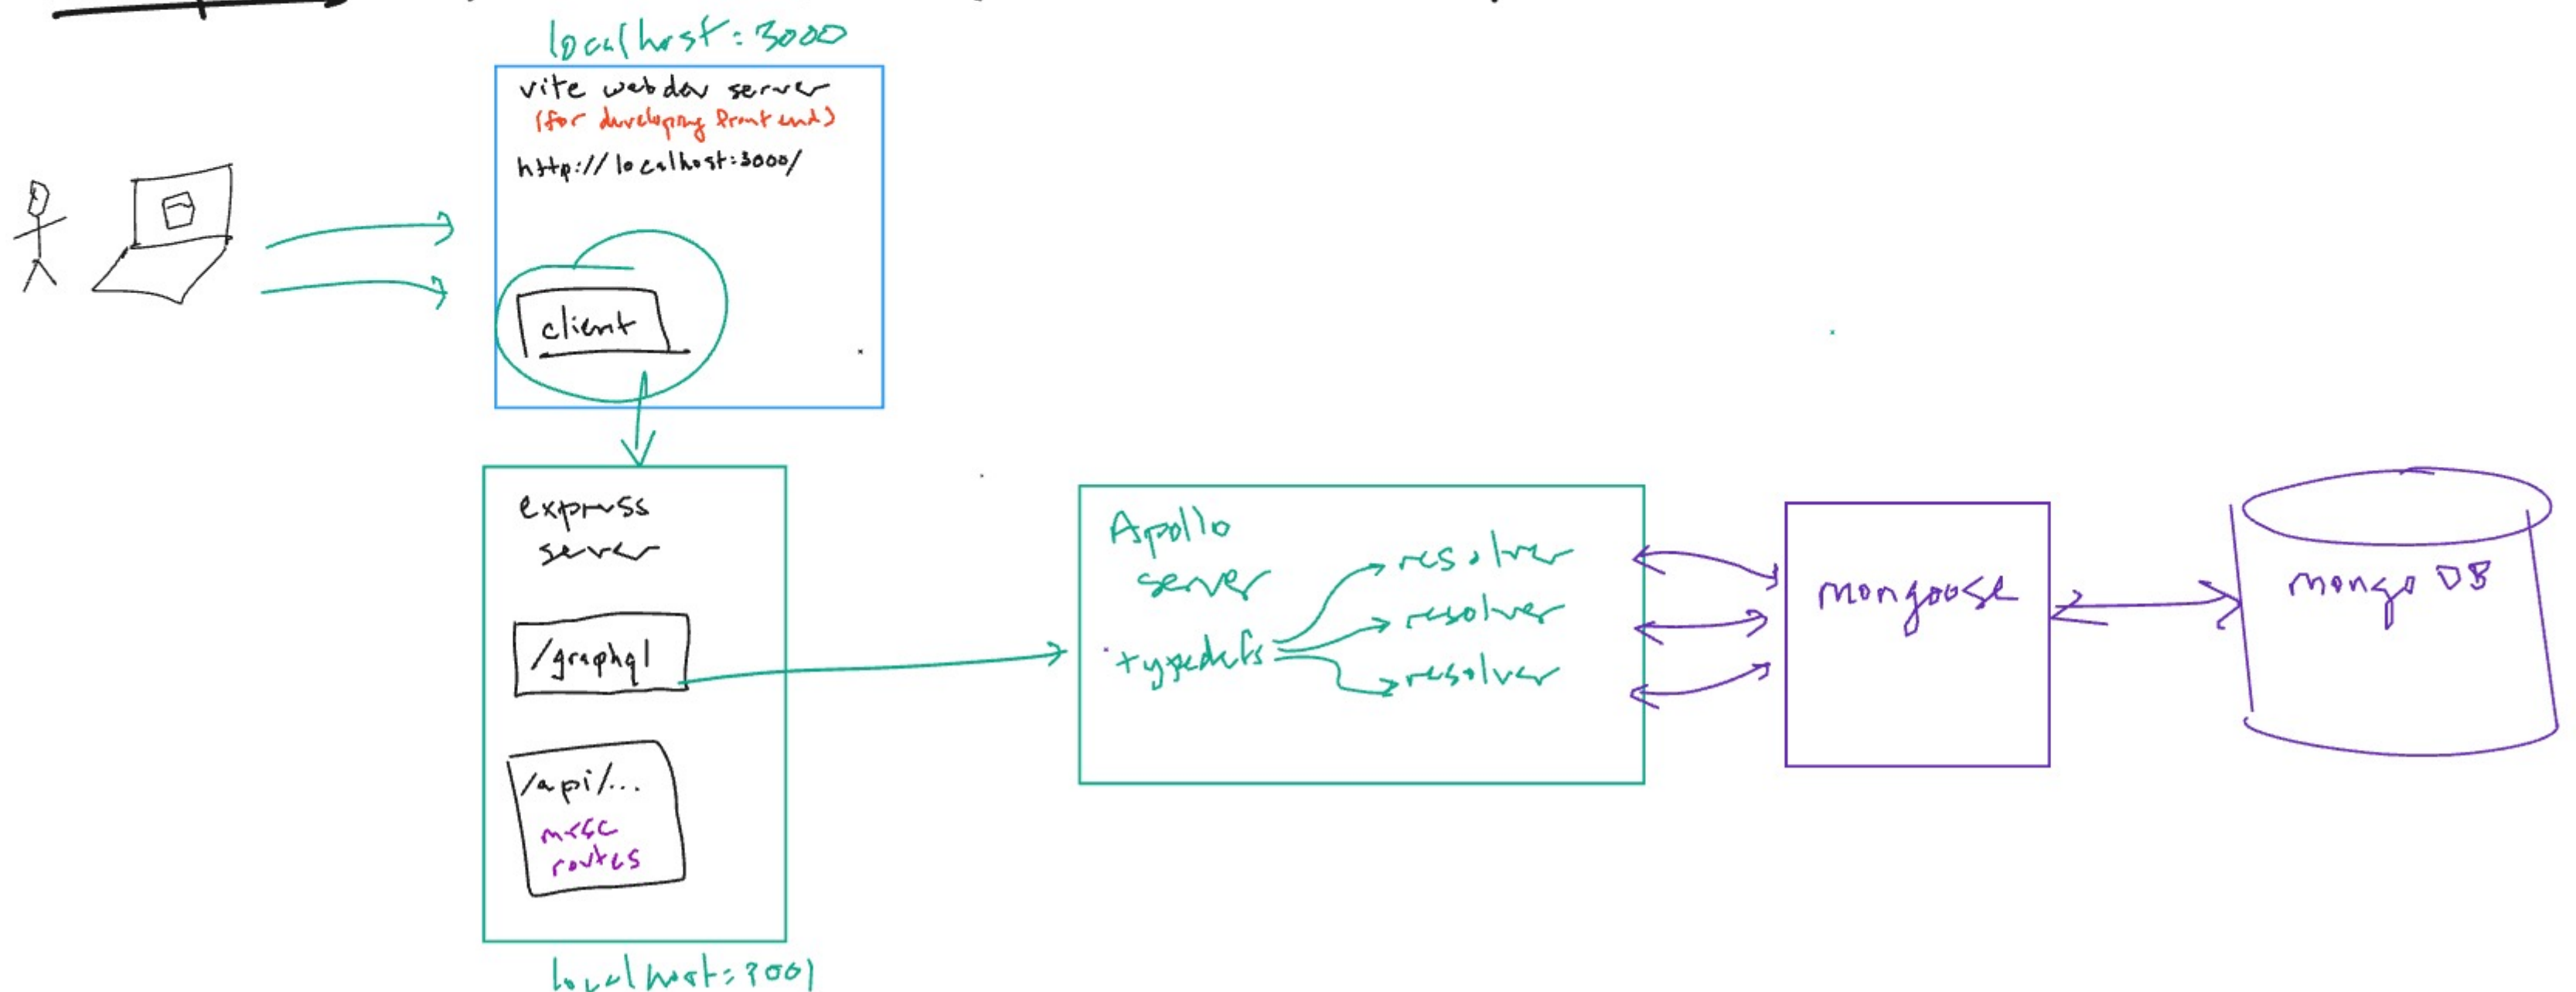 localhost:3000
vite web dev server
(for developing front end)
http://localhost:3000/
client
express
server
/graphql
/api/...
misc
routes
localhost:3001
Apollo
server
typedefs
resolver
resolver
resolver
mongoose
mongo DB